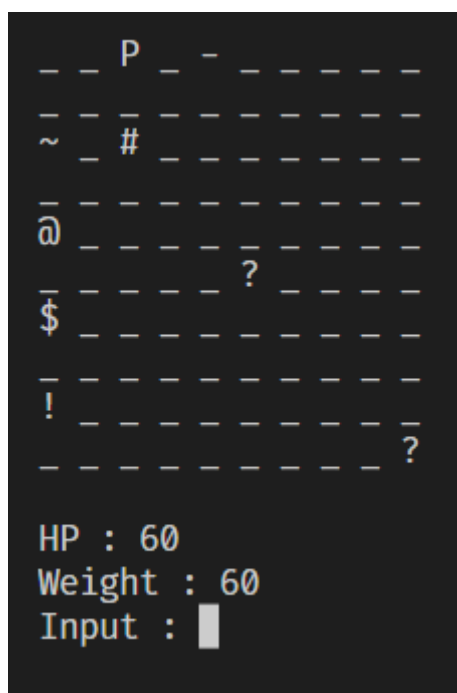 _ _ P _ - _ _ _ _ _
_ _ _ _ _ _ _ _ _ _
~ _ # _ _ _ _ _ _ _
_ _ _ _ _ _ _ _ _ _
@ _ _ _ _ _ _ _ _ _
_ _ _ _ _ ? _ _ _ _
$ _ _ _ _ _ _ _ _ _
_ _ _ _ _ _ _ _ _ _
! _ _ _ _ _ _ _ _ _
_ _ _ _ _ _ _ _ _ ?
HP : 60
Weight : 60
Input :